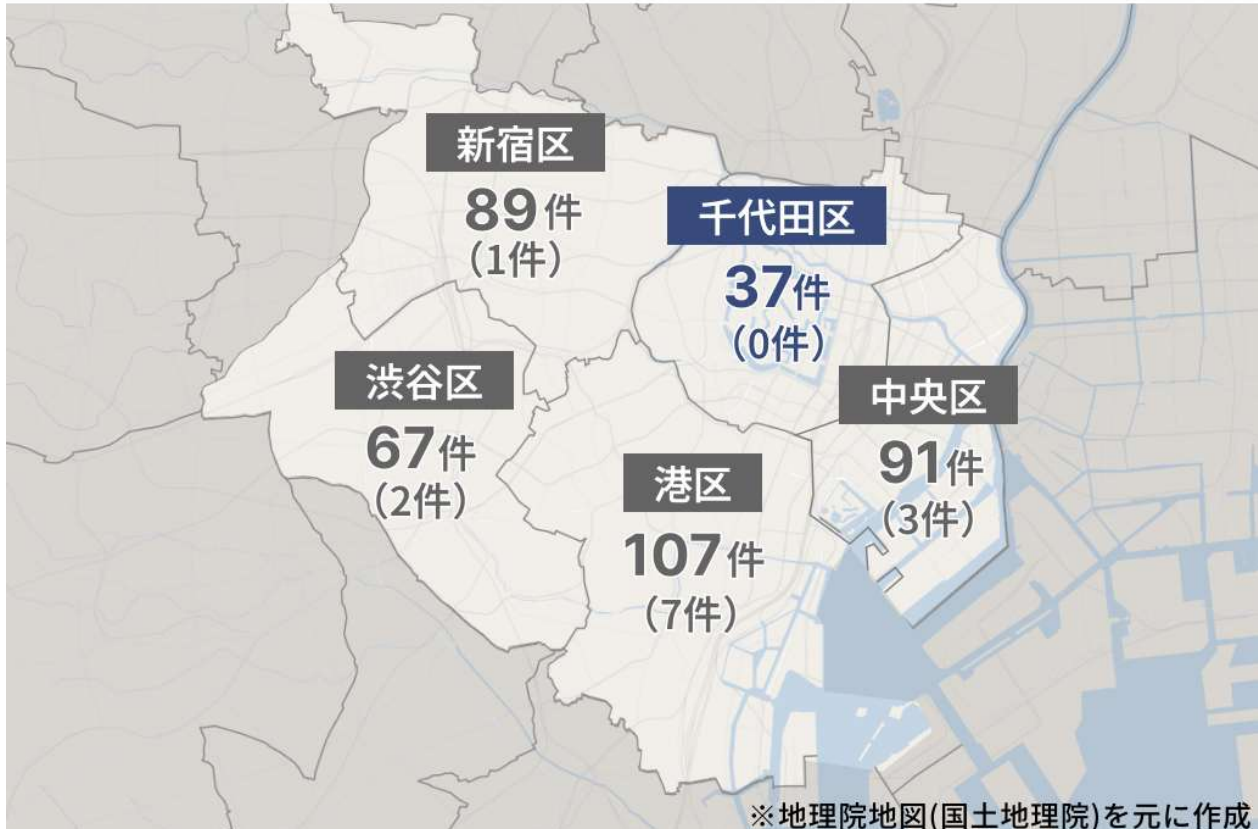 新宿区
89件
(1件)
千代田区
37件
(0件)
渋谷区
67件
(2件)
中央区
91件
(3件)
港区
107件
(7件)
※地理院地図(国土地理院)を元に作成